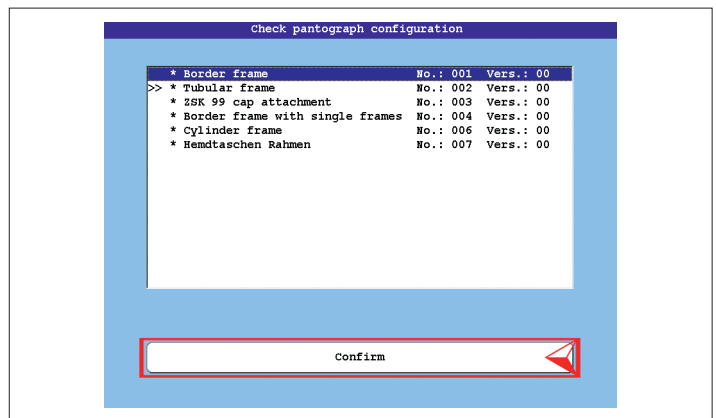 Check pantograph configuration
* Border frame No.: 001 Vers.: 00
>> * Tubular frame No.: 002 Vers.: 00
* ZSK 99 cap attachment No.: 003 Vers.: 00
* Border frame with single frames No.: 004 Vers.: 00
* Cylinder frame No.: 006 Vers.: 00
* Hemdtaschen Rahmen No.: 007 Vers.: 00
Confirm